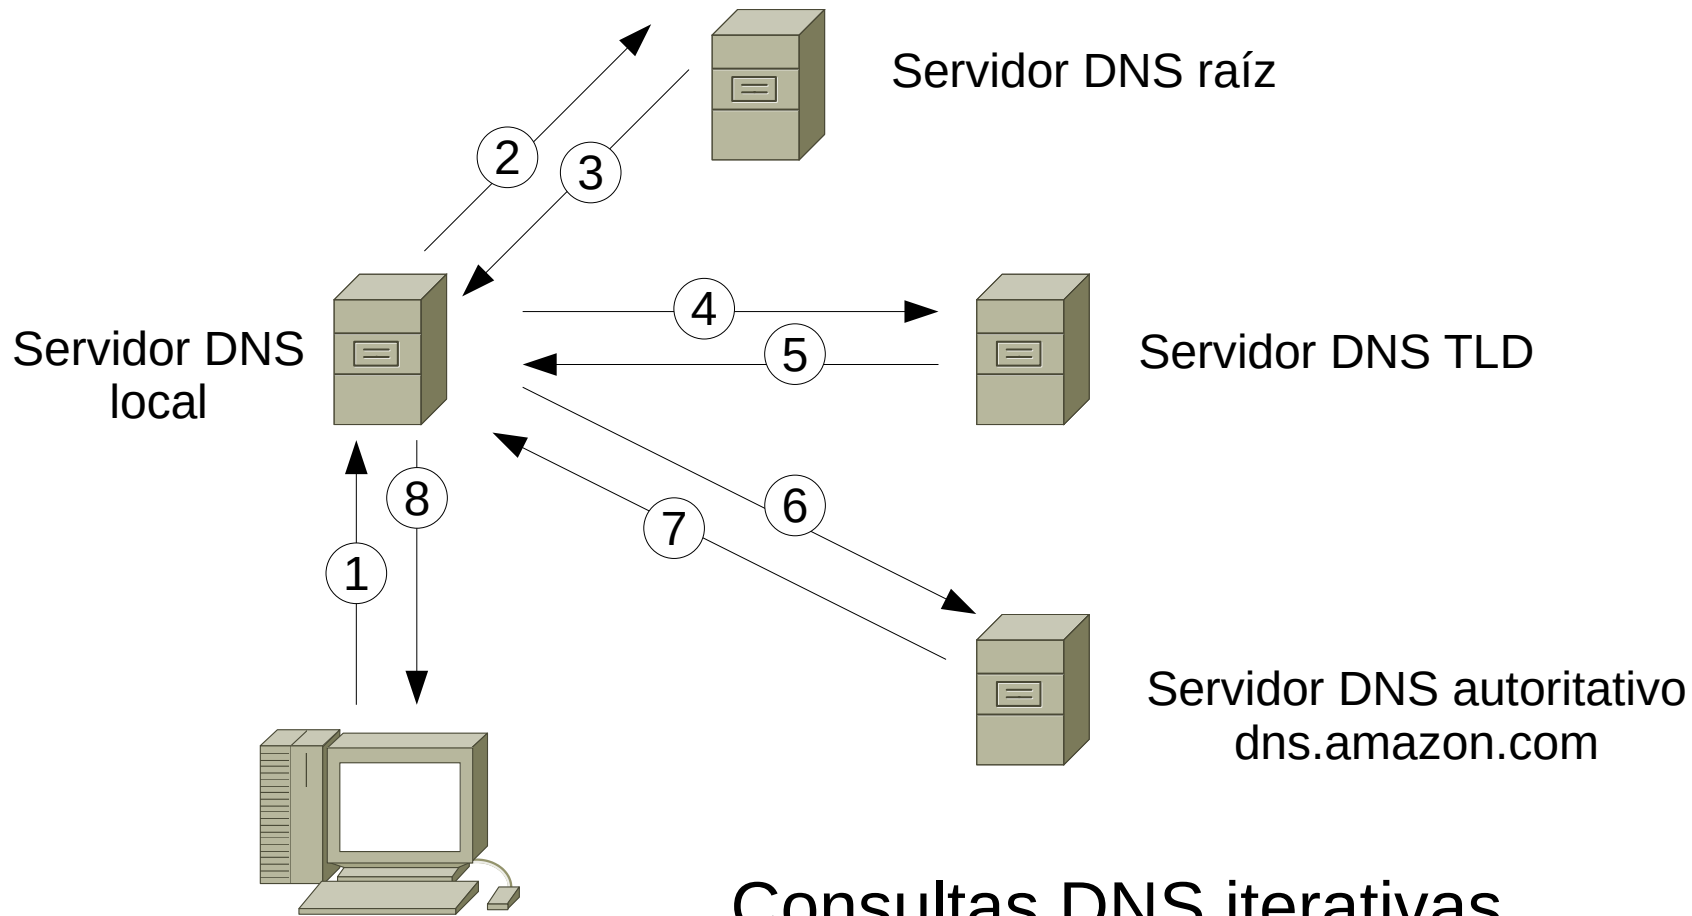 Servidor DNS raíz
2
3
4
5
Servidor DNS
local
Servidor DNS TLD
8
6
7
1
Servidor DNS autoritativo
dns.amazon.com
Consultas DNS iterativas